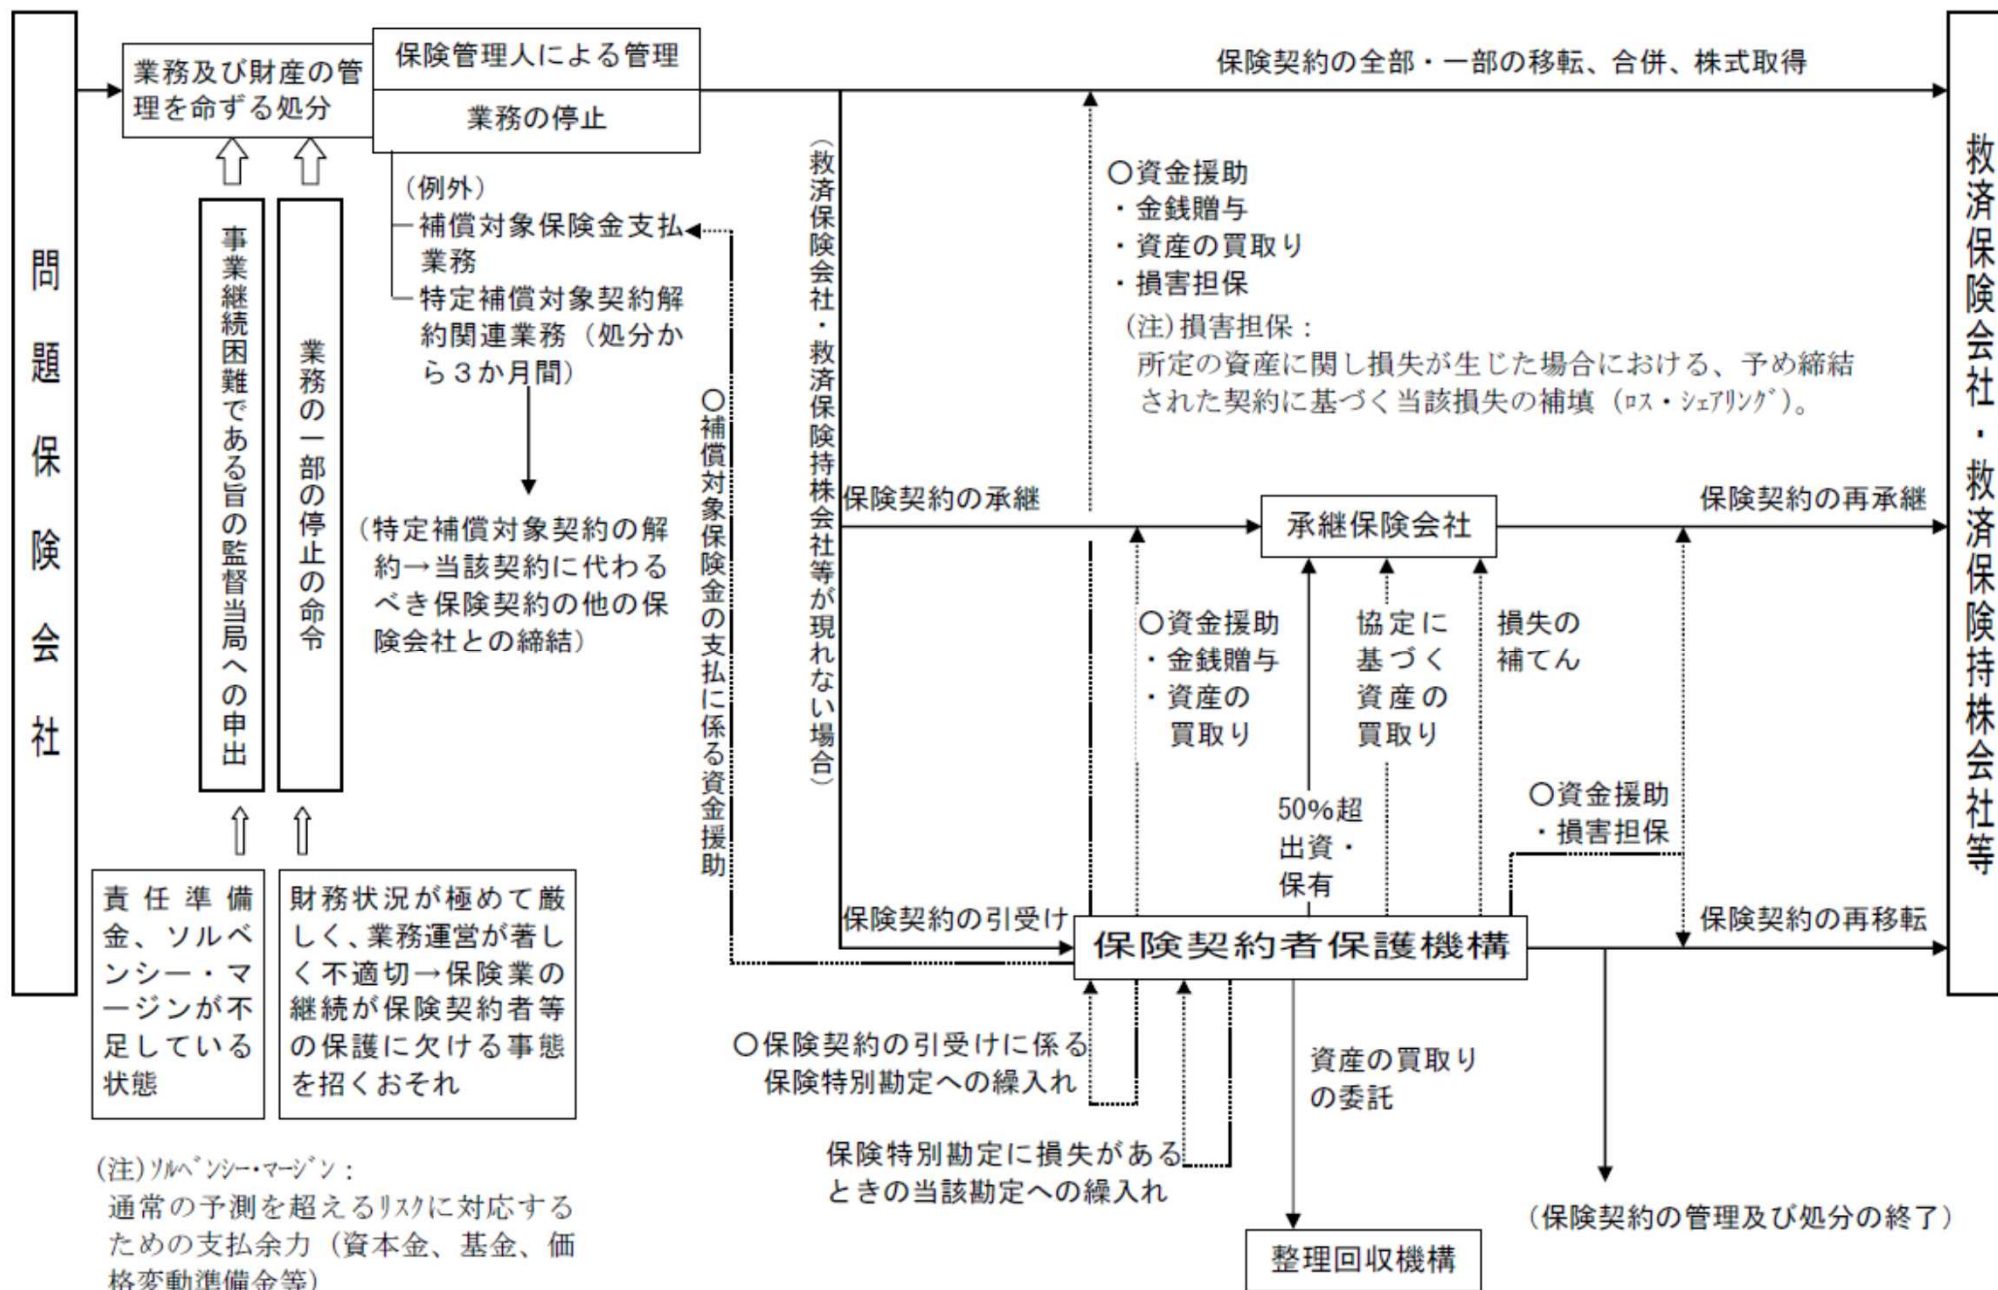 問題保険会社
業務及び財産の管
理を命ずる処分
保険管理人による管理
業務の停止
(例外)
補償対象保険金支払
業務
特定補償対象契約解
約関連業務(処分か
ら3か月間)
(特定補償対象契約の解
約→当該契約に代わる
べき保険契約の他の保
険会社との締結)
事業継続困難である旨の監督当局への申出
業務の一部の停止の命令
責任準備
金、ソルベ
ンシー・マ
ージンが不
足している
状態
財務状況が極めて厳
しく、業務運営が著し
く不適切→保険業の
継続が保険契約者等
の保護に欠ける事態
を招くおそれ
(注)ｿﾙﾍﾞﾝｼｰ・ﾏｰｼﾞﾝ:
通常の予測を超えるﾘｽｸに対応する
ための支払余力(資本金、基金、価
格変動準備金等)
〇補償対象保険金の支払に係る資金援助
(救済保険会社・救済保険持株会社等が現れない場合)
保険契約の全部・一部の移転、合併、株式取得
〇資金援助
・金銭贈与
・資産の買取り
・損害担保
(注)損害担保:
所定の資産に関し損失が生じた場合における、予め締結
された契約に基づく当該損失の補填(ﾛｽ・ｼｪｱﾘﾝｸﾞ)。
保険契約の承継
承継保険会社
保険契約の再承継
〇資金援助
・金銭贈与
・資産の
買取り
50%超
出資・
保有
協定に
基づく
資産の
買取り
損失の
補てん
〇資金援助
・損害担保
保険契約の引受け
保険契約者保護機構
保険契約の再移転
〇保険契約の引受けに係る
保険特別勘定への繰入れ
保険特別勘定に損失がある
ときの当該勘定への繰入れ
資産の買取り
の委託
整理回収機構
(保険契約の管理及び処分の終了)
救済保険会社・救済保険持株会社等